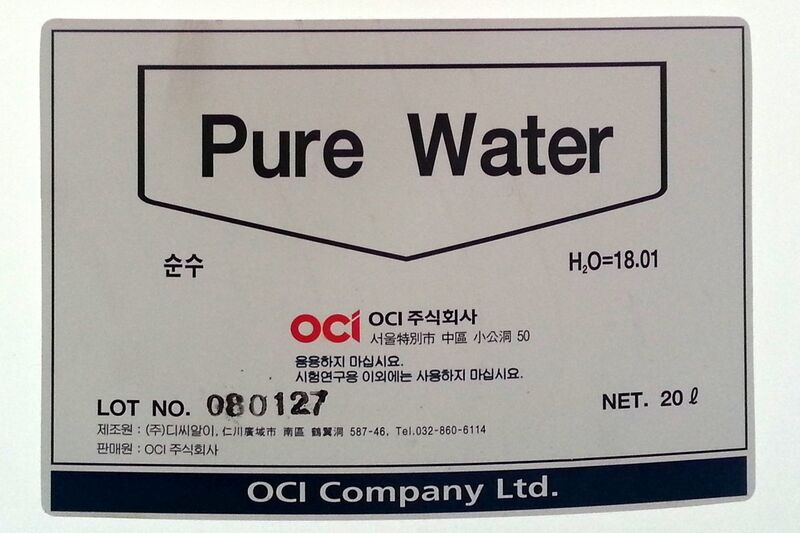 Pure Water
순수
H₂O=18.01
OCI OCI 주식회사
서울特別市 中區 小公洞 50
음용하지 마십시요.
시험연구용 이외에는 사용하지 마십시요.
LOT NO. 080127
NET. 20 ℓ
제조원 : (주)디씨알이, 仁川廣域市 南區 鶴翼洞 587-46, Tel.032-860-6114
판매원 : OCI 주식회사
OCI Company Ltd.